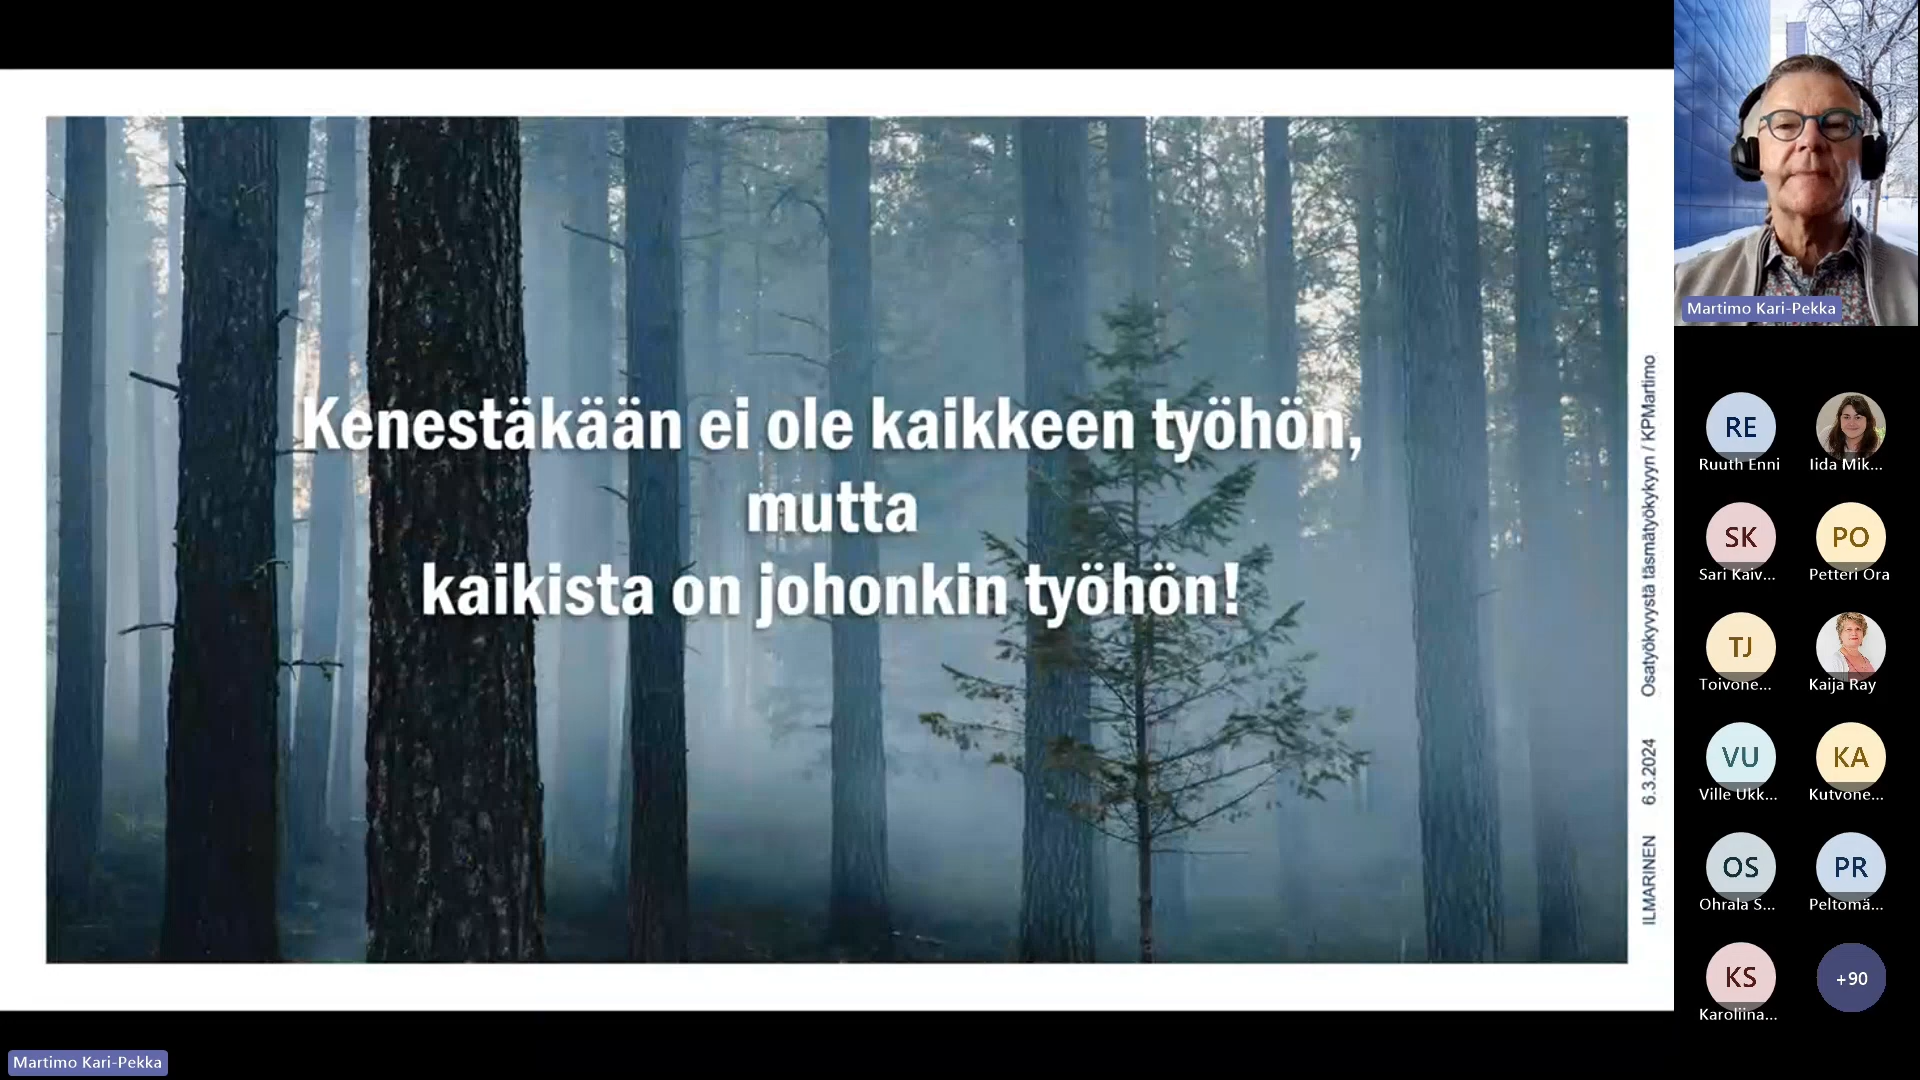 Kenestäkään ei ole kaikkeen työhön,
mutta
kaikista on johonkin työhön!
ILMARINEN 6.3.2024 Osatyökyvystä täsmätyökykyyn / KPMartimo
Martimo Kari-Pekka
RE
Ruuth Enni
Iida Mik...
SK
Sari Kaiv...
PO
Petteri Ora
TJ
Toivone...
Kaija Ray
VU
Ville Ukk...
KA
Kutvone...
OS
Ohrala S...
PR
Peltomä...
KS
Karoliina...
+90
Martimo Kari-Pekka